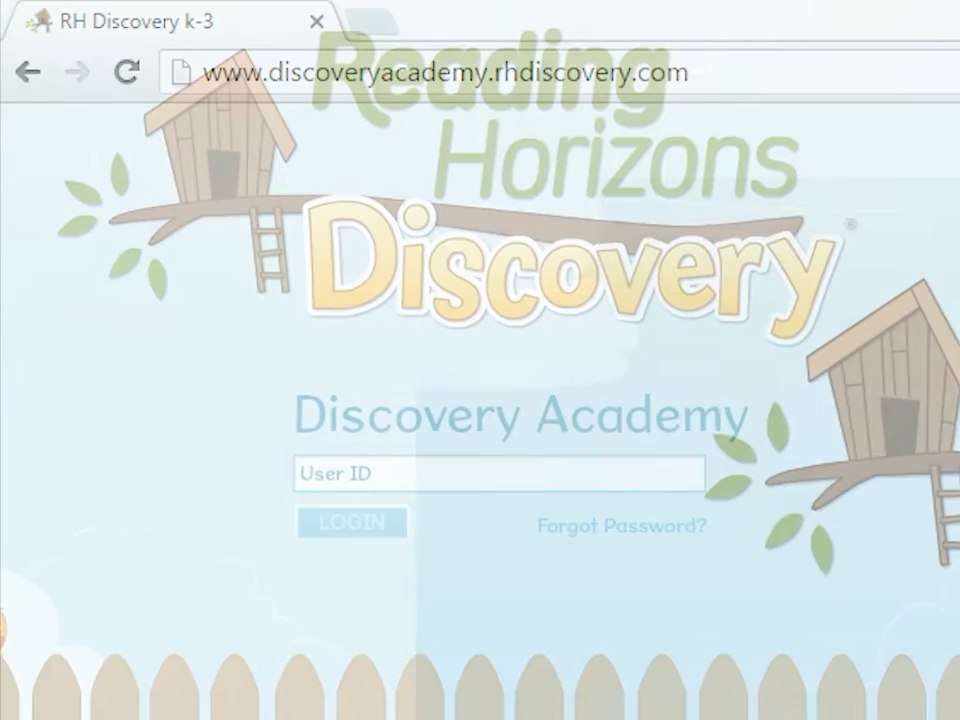 RH Discovery k-3
www.discoveryacademy.rhdiscovery.com
Reading
Horizons
Discovery®
Discovery Academy
User ID
LOGIN Forgot Password?